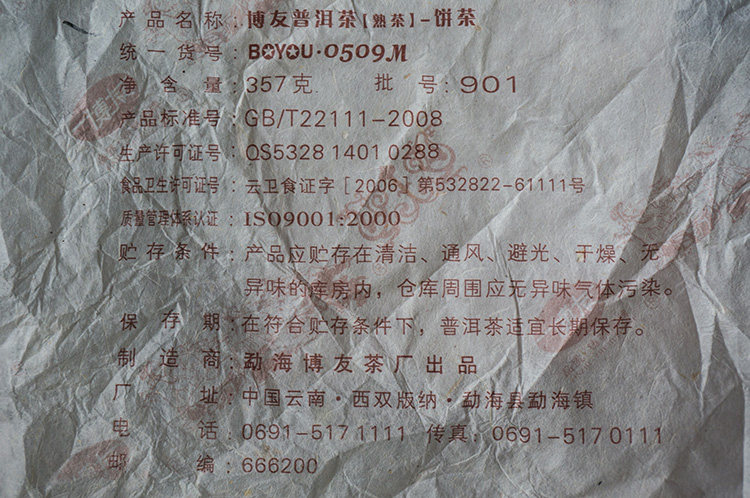 产品名称：博友普洱茶【熟茶】-饼茶
统一货号：BOYOU·0509M
净含量：357克 批号：901
产品标准号：GB/T22111-2008
生产许可证号：QS5328 1401 0288
食品卫生许可证号：云卫食证字［2006］第532822-61111号
质量管理体系认证：ISO9001:2000
贮存条件：产品应贮存在清洁、通风、避光、干燥、无
异味的库房内，仓库周围应无异味气体污染。
保存期：在符合贮存条件下，普洱茶适宜长期保存。
制造商：勐海博友茶厂出品
厂址：中国云南·西双版纳·勐海县勐海镇
电话：0691-517 1111 传真：0691-517 0111
邮编：666200